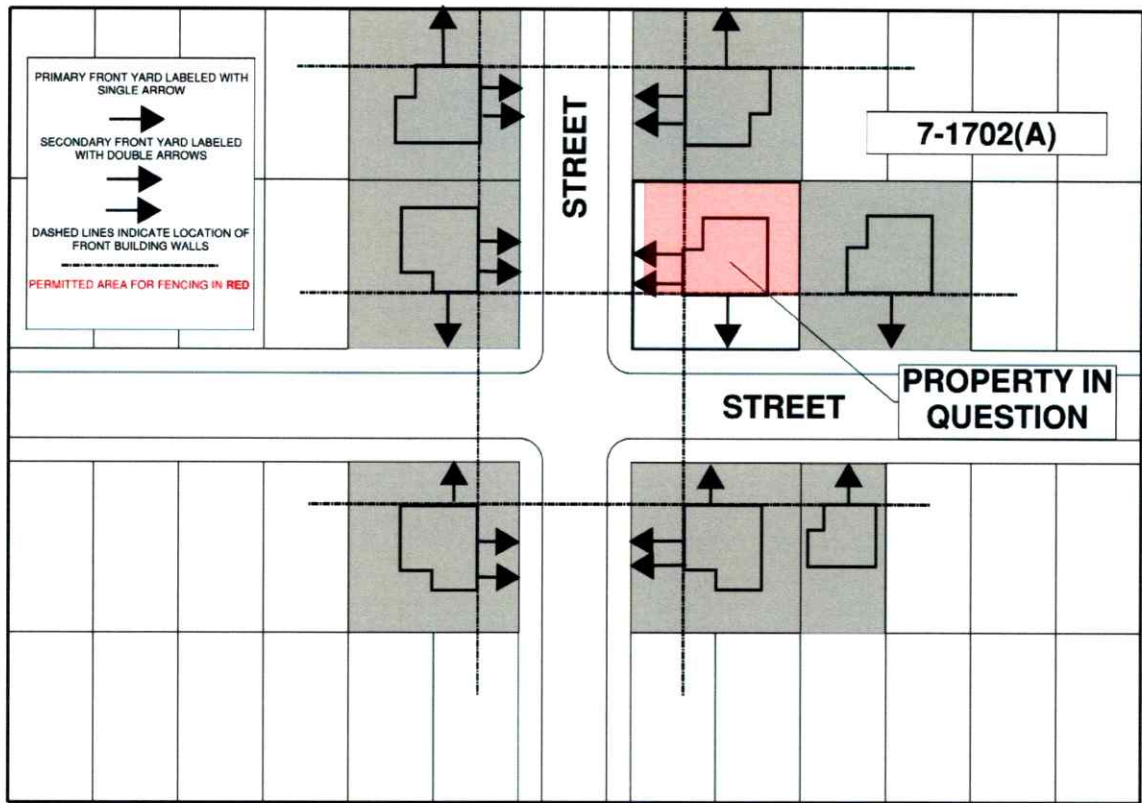 PRIMARY FRONT YARD LABELED WITH
SINGLE ARROW
SECONDARY FRONT YARD LABELED
WITH DOUBLE ARROWS
DASHED LINES INDICATE LOCATION OF
FRONT BUILDING WALLS
PERMITTED AREA FOR FENCING IN RED
STREET
7-1702(A)
STREET
PROPERTY IN
QUESTION